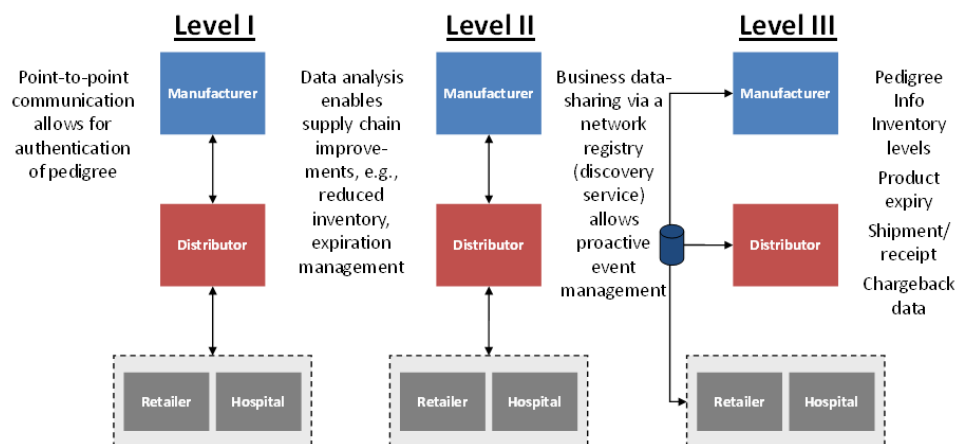 Level I
Point-to-point
communication
allows for
authentication
of pedigree
Manufacturer
Distributor
Retailer
Hospital
Level II
Data analysis
enables
supply chain
improve-
ments, e.g.,
reduced
inventory,
expiration
management
Manufacturer
Distributor
Retailer
Hospital
Level III
Business data-
sharing via a
network
registry
(discovery
service)
allows
proactive
event
management
Manufacturer
Distributor
Retailer
Hospital
Pedigree
Info
Inventory
levels
Product
expiry
Shipment/
receipt
Chargeback
data